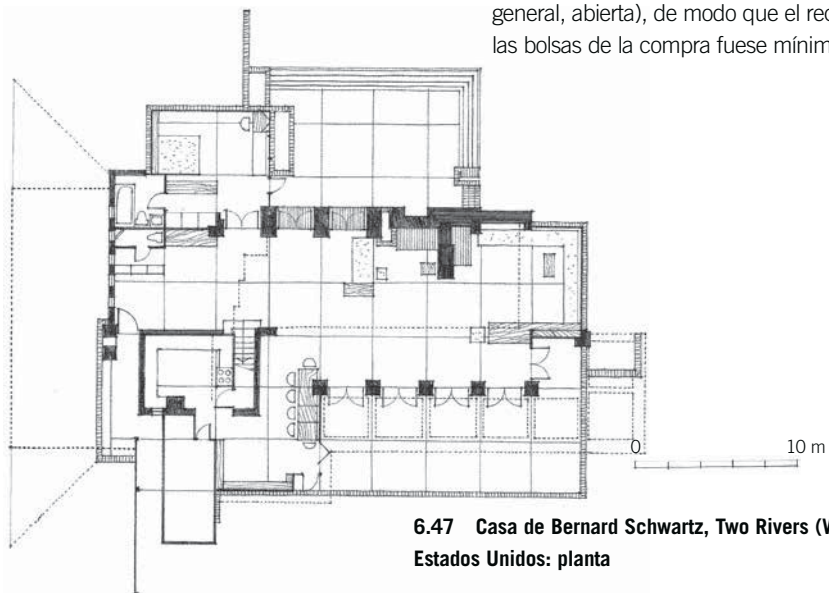 general, abierta), de modo que el rec
las bolsas de la compra fuese mínim
0 10 m
6.47 Casa de Bernard Schwartz, Two Rivers (W
Estados Unidos: planta